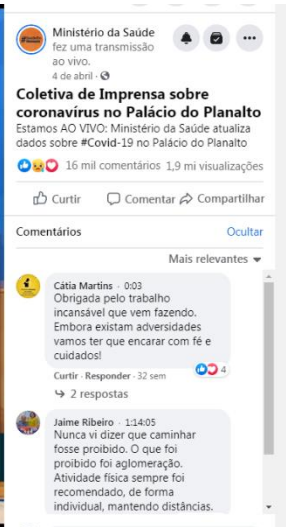 Ministério da Saúde
fez uma transmissão
ao vivo.
4 de abril ·
Coletiva de Imprensa sobre
coronavírus no Palácio do Planalto
Estamos AO VIVO: Ministério da Saúde atualiza
dados sobre #Covid-19 no Palácio do Planalto
16 mil comentários 1,9 mi visualizações
Curtir Comentar Compartilhar
Comentários Ocultar
Mais relevantes
Cátia Martins · 0:03
Obrigada pelo trabalho
incansável que vem fazendo.
Embora existam adversidades
vamos ter que encarar com fé e
cuidados!
4
Curtir · Responder · 32 sem
2 respostas
Jaime Ribeiro · 1:14:05
Nunca vi dizer que caminhar
fosse proibido. O que foi
proibido foi aglomeração.
Atividade física sempre foi
recomendado, de forma
individual, mantendo distâncias.